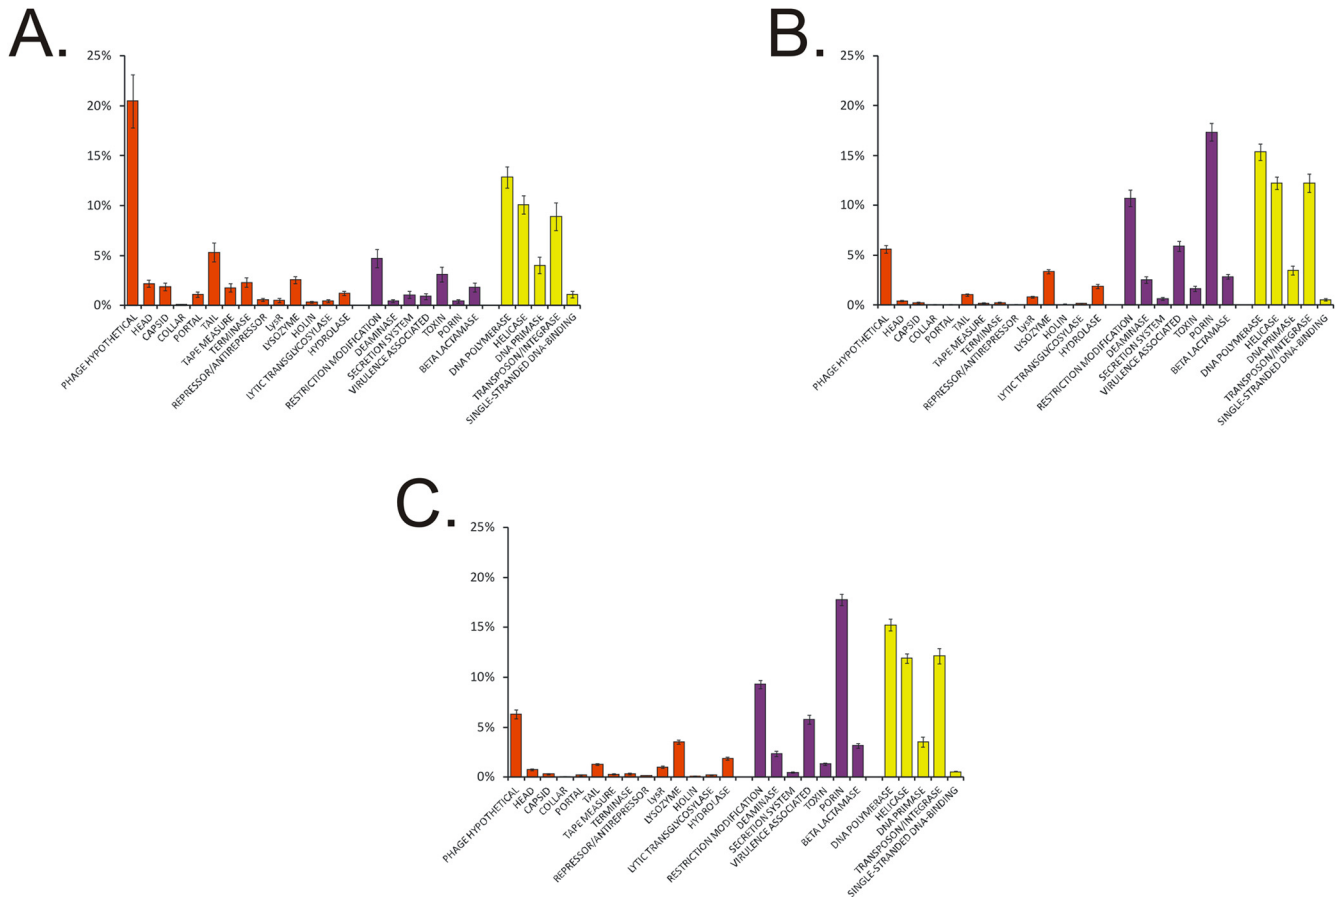 A.
25%
20%
15%
10%
5%
0%
PHAGE HYPOTHETICAL
HEAD
CAPSID
COLLAR
PORTAL
TAIL
TAPE MEASURE
TERMINASE
REPRESSOR/ANTIREPRESSOR
LysR
LYSOZYME
HOLIN
LYTIC TRANSGLYCOSYLASE
HYDROLASE
RESTRICTION MODIFICATION
DEAMINASE
SECRETION SYSTEM
VIRULENCE ASSOCIATED
TOXIN
PORIN
BETA LACTAMASE
DNA POLYMERASE
HELICASE
DNA PRIMASE
TRANSPOSON/INTEGRASE
SINGLE-STRANDED DNA-BINDING
B.
25%
20%
15%
10%
5%
0%
PHAGE HYPOTHETICAL
HEAD
CAPSID
COLLAR
PORTAL
TAIL
TAPE MEASURE
TERMINASE
REPRESSOR/ANTIREPRESSOR
LysR
LYSOZYME
HOLIN
LYTIC TRANSGLYCOSYLASE
HYDROLASE
RESTRICTION MODIFICATION
DEAMINASE
SECRETION SYSTEM
VIRULENCE ASSOCIATED
TOXIN
PORIN
BETA LACTAMASE
DNA POLYMERASE
HELICASE
DNA PRIMASE
TRANSPOSON/INTEGRASE
SINGLE-STRANDED DNA-BINDING
C.
25%
20%
15%
10%
5%
0%
PHAGE HYPOTHETICAL
HEAD
CAPSID
COLLAR
PORTAL
TAIL
TAPE MEASURE
TERMINASE
REPRESSOR/ANTIREPRESSOR
LysR
LYSOZYME
HOLIN
LYTIC TRANSGLYCOSYLASE
HYDROLASE
RESTRICTION MODIFICATION
DEAMINASE
SECRETION SYSTEM
VIRULENCE ASSOCIATED
TOXIN
PORIN
BETA LACTAMASE
DNA POLYMERASE
HELICASE
DNA PRIMASE
TRANSPOSON/INTEGRASE
SINGLE-STRANDED DNA-BINDING